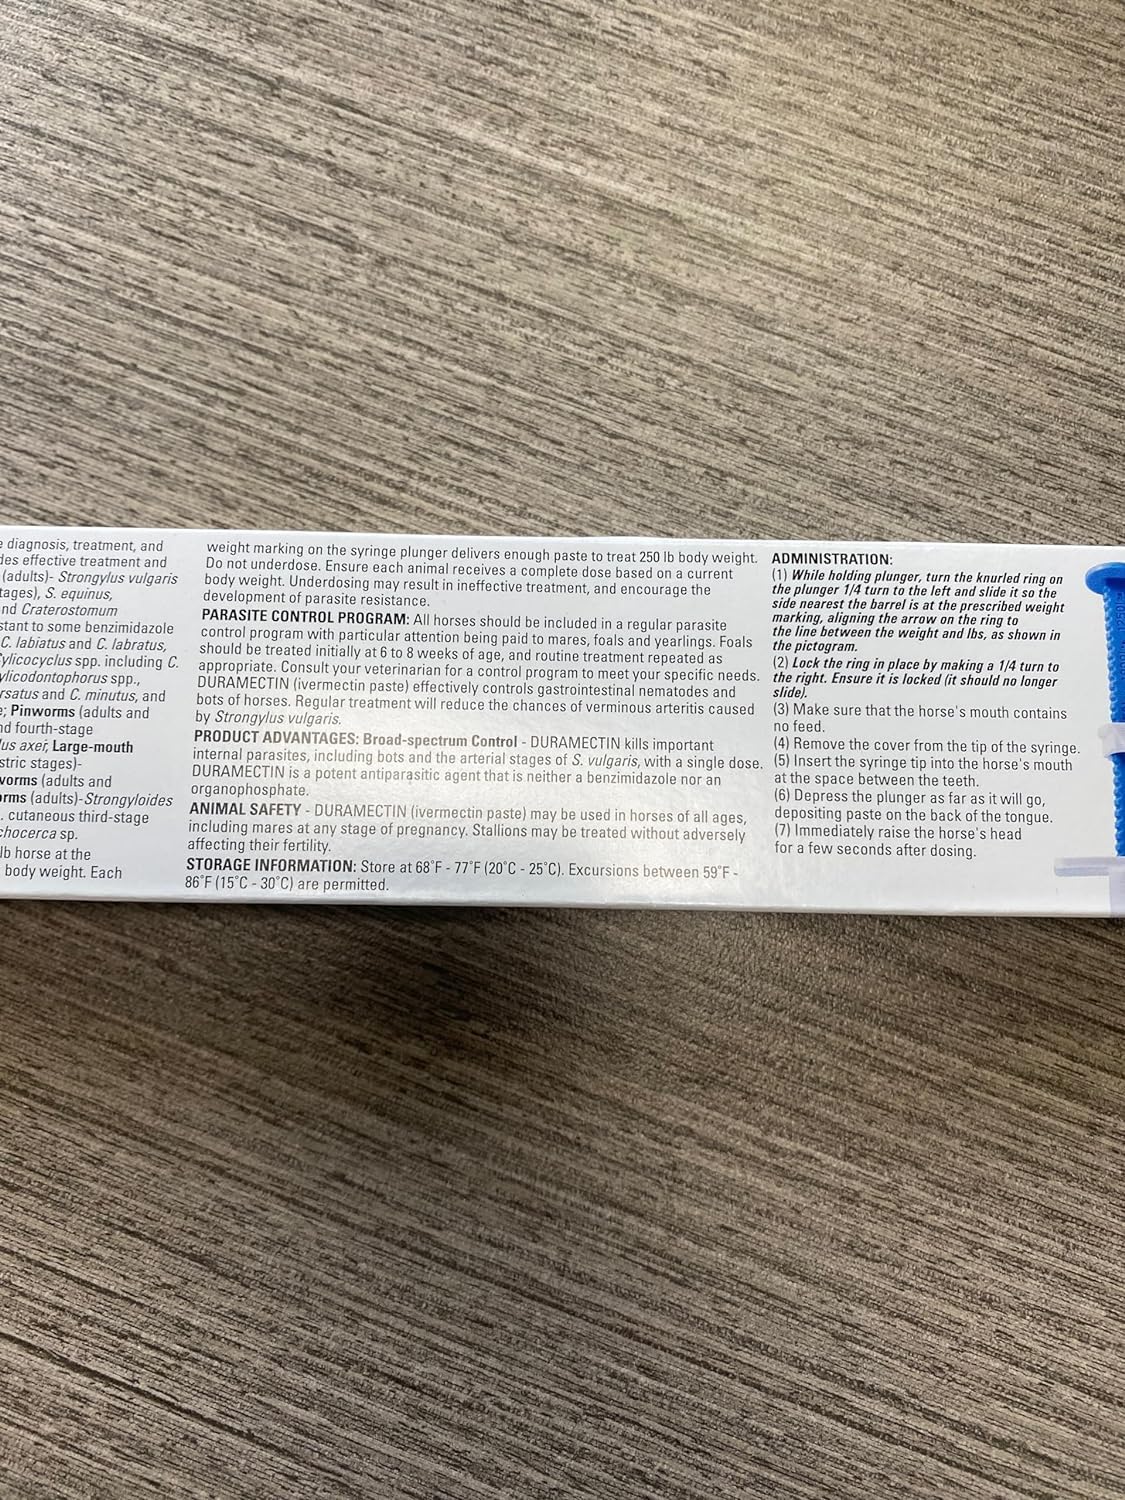 diagnosis, treatment, and
des effective treatment and
(adults)- Strongylus vulgaris
tages), S. equinus,
nd Craterostomum
stant to some benzimidazole
C. labiatus and C. labratus,
ylicocyclus spp. including C.
ylicodontophorus spp.,
rsatus and C. minutus, and
e; Pinworms (adults and
nd fourth-stage
us axei; Large-mouth
stric stages)-
worms (adults and
rms (adults)-Strongyloides
. cutaneous third-stage
chocerca sp.
lb horse at the
body weight. Each
weight marking on the syringe plunger delivers enough paste to treat 250 lb body weight.
Do not underdose. Ensure each animal receives a complete dose based on a current
body weight. Underdosing may result in ineffective treatment, and encourage the
development of parasite resistance.
PARASITE CONTROL PROGRAM: All horses should be included in a regular parasite
control program with particular attention being paid to mares, foals and yearlings. Foals
should be treated initially at 6 to 8 weeks of age, and routine treatment repeated as
appropriate. Consult your veterinarian for a control program to meet your specific needs.
DURAMECTIN (ivermectin paste) effectively controls gastrointestinal nematodes and
bots of horses. Regular treatment will reduce the chances of verminous arteritis caused
by Strongylus vulgaris.
PRODUCT ADVANTAGES: Broad-spectrum Control - DURAMECTIN kills important
internal parasites, including bots and the arterial stages of S. vulgaris, with a single dose.
DURAMECTIN is a potent antiparasitic agent that is neither a benzimidazole nor an
organophosphate.
ANIMAL SAFETY - DURAMECTIN (ivermectin paste) may be used in horses of all ages,
including mares at any stage of pregnancy. Stallions may be treated without adversely
affecting their fertility.
STORAGE INFORMATION: Store at 68°F - 77°F (20°C - 25°C). Excursions between 59°F -
86°F (15°C - 30°C) are permitted.
ADMINISTRATION:
(1) While holding plunger, turn the knurled ring on
the plunger 1/4 turn to the left and slide it so the
side nearest the barrel is at the prescribed weight
marking, aligning the arrow on the ring to
the line between the weight and lbs, as shown in
the pictogram.
(2) Lock the ring in place by making a 1/4 turn to
the right. Ensure it is locked (it should no longer
slide).
(3) Make sure that the horse's mouth contains
no feed.
(4) Remove the cover from the tip of the syringe.
(5) Insert the syringe tip into the horse's mouth
at the space between the teeth.
(6) Depress the plunger as far as it will go,
depositing paste on the back of the tongue.
(7) Immediately raise the horse's head
for a few seconds after dosing.